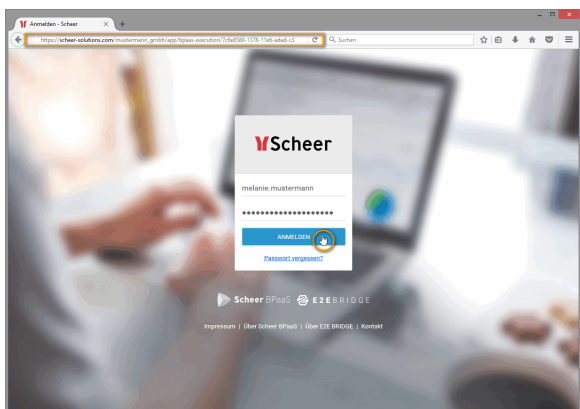 Anmelden - Scheer
https://scheer-solutions.com/mustermann_gmbh/app/bpaas-execution/7c6e8580-1378-11e6-adad-c3
Suchen
Scheer
melanie.mustermann
ANMELDEN
Passwort vergessen?
Scheer BPaaS E2EBRIDGE
Impressum | Über Scheer BPaaS | Über E2E BRIDGE | Kontakt